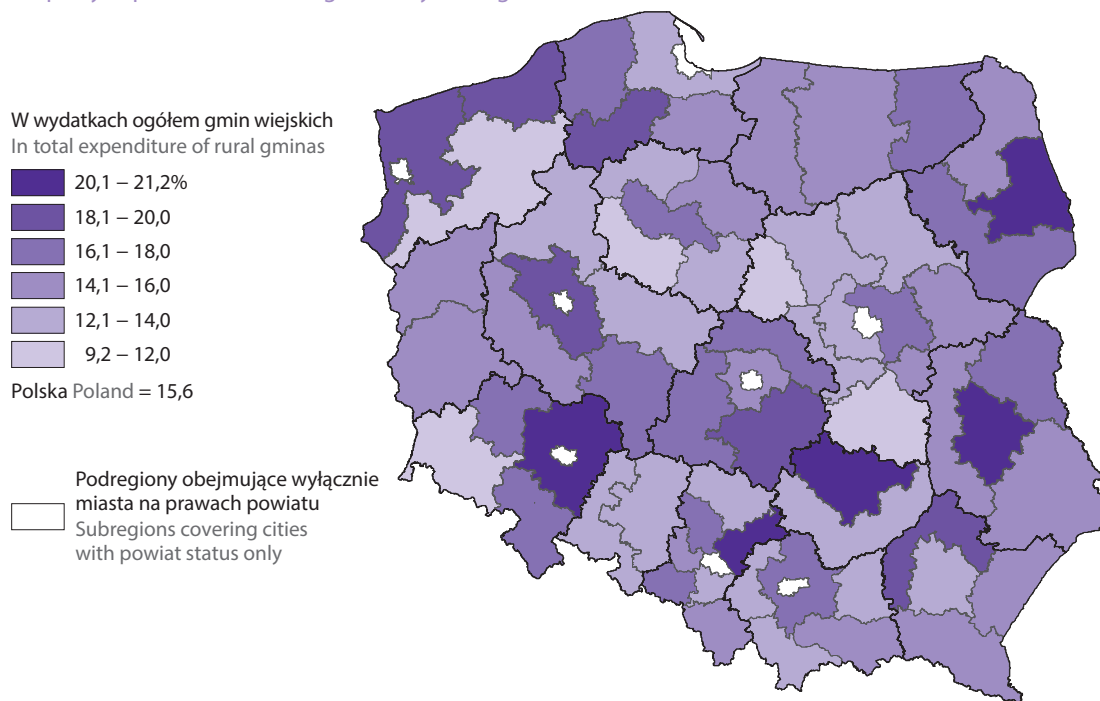 W wydatkach ogółem gmin wiejskich
In total expenditure of rural gminas
20,1 – 21,2%
18,1 – 20,0
16,1 – 18,0
14,1 – 16,0
12,1 – 14,0
9,2 – 12,0
Polska Poland = 15,6
Podregiony obejmujące wyłącznie
miasta na prawach powiatu
Subregions covering cities
with powiat status only